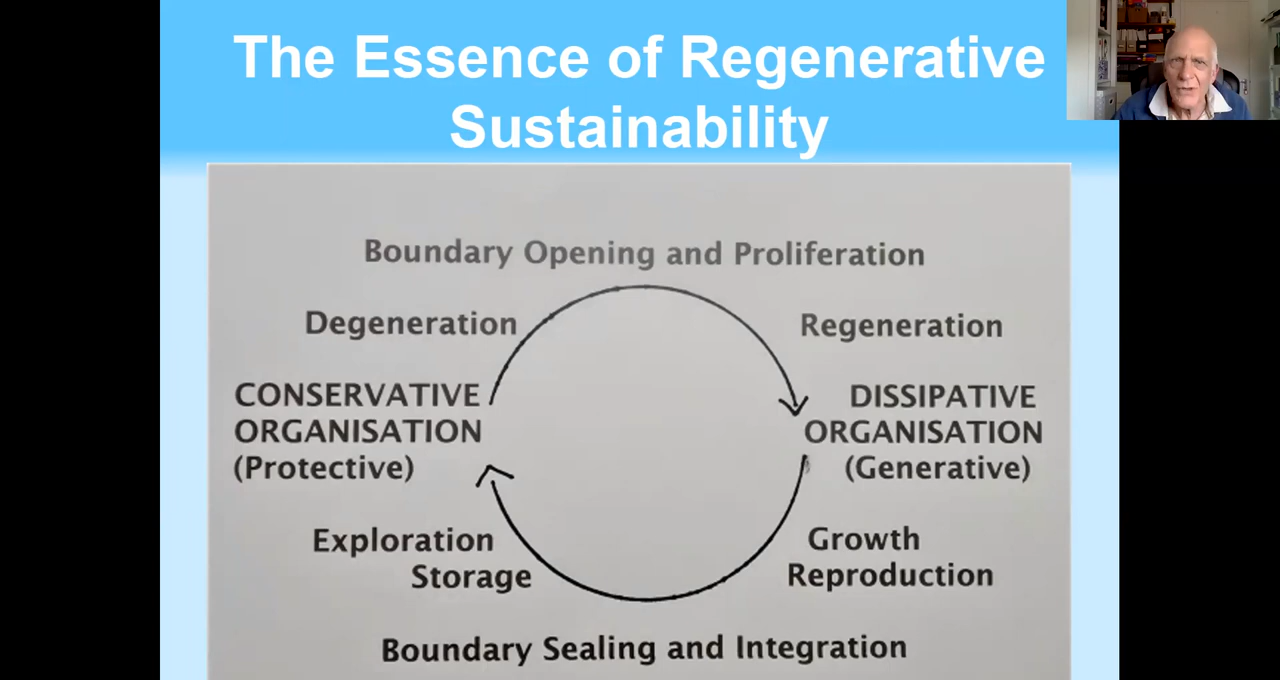 The Essence of Regenerative
Sustainability
Boundary Opening and Proliferation
Degeneration
Regeneration
CONSERVATIVE
ORGANISATION
(Protective)
DISSIPATIVE
ORGANISATION
(Generative)
Exploration
Storage
Growth
Reproduction
Boundary Sealing and Integration